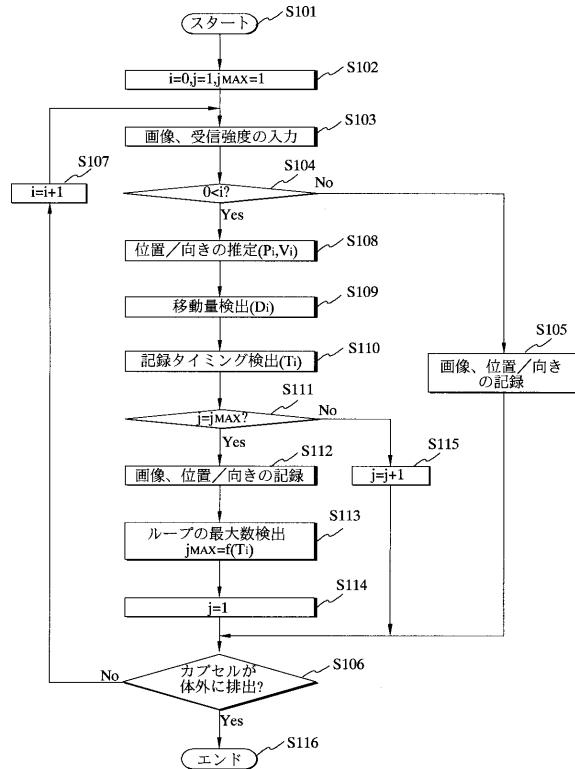 スタート
S101
i=0,j=1,jMAX=1
S102
画像、受信強度の入力
S103
S107
i=i+1
0<i?
S104
No
Yes
位置／向きの推定(Pi,Vi)
S108
移動量検出(Di)
S109
S105
画像、位置／向き
の記録
記録タイミング検出(Ti)
S110
j=jMAX?
S111
No
Yes
S115
j=j+1
画像、位置／向きの記録
S112
ループの最大数検出
jMAX=f(Ti)
S113
j=1
S114
カプセルが
体外に排出?
S106
No
Yes
エンド
S116